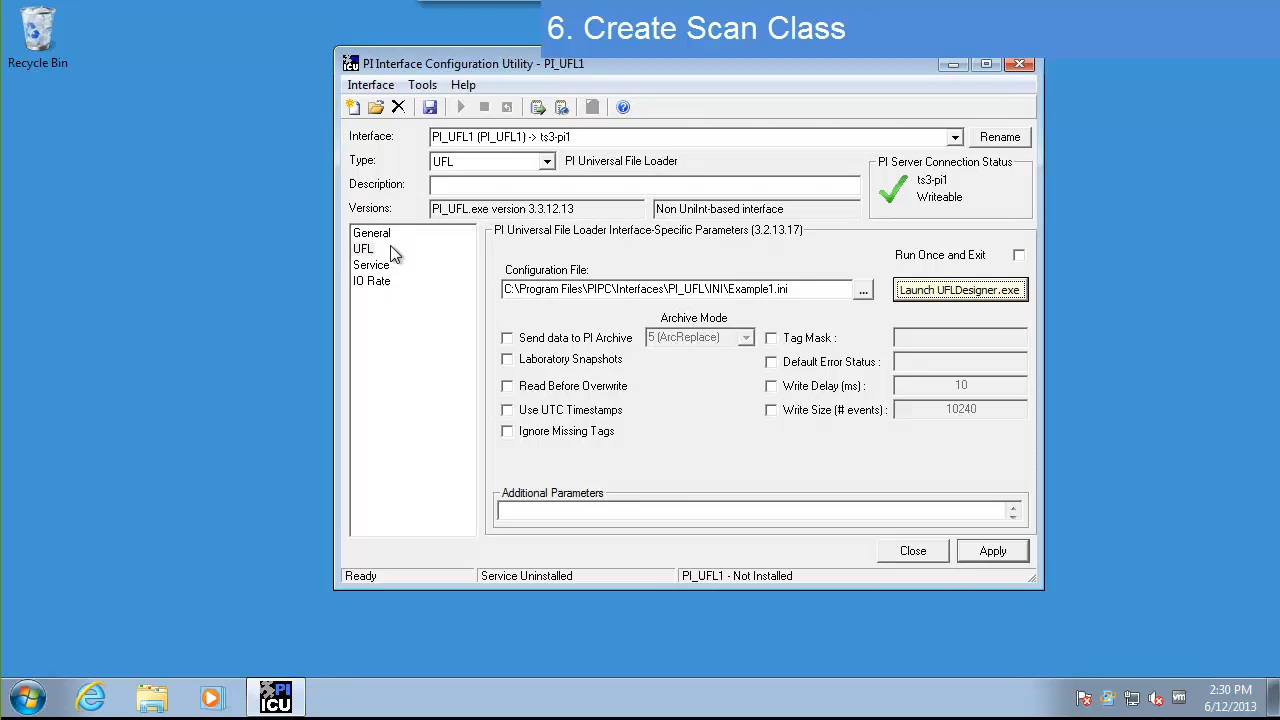 6. Create Scan Class
Recycle Bin
PI Interface Configuration Utility - PI_UFL1
Interface Tools Help
Interface: PI_UFL1 (PI_UFL1) -> ts3-pi1 Rename
Type: UFL PI Universal File Loader
PI Server Connection Status
ts3-pi1
Writeable
Description:
Versions: PI_UFL.exe version 3.3.12.13 Non UniInt-based interface
General
UFL
Service
IO Rate
PI Universal File Loader Interface-Specific Parameters (3.2.13.17)
Run Once and Exit
Configuration File:
C:\Program Files\PIPC\Interfaces\PI_UFL\INI\Example1.ini ... Launch UFLDesigner.exe
Archive Mode
Send data to PI Archive 5 (ArcReplace) Tag Mask :
Laboratory Snapshots Default Error Status :
Read Before Overwrite Write Delay (ms) : 10
Use UTC Timestamps Write Size (# events) : 10240
Ignore Missing Tags
Additional Parameters
Close Apply
Ready Service Uninstalled PI_UFL1 - Not Installed
PI
ICU
2:30 PM
6/12/2013